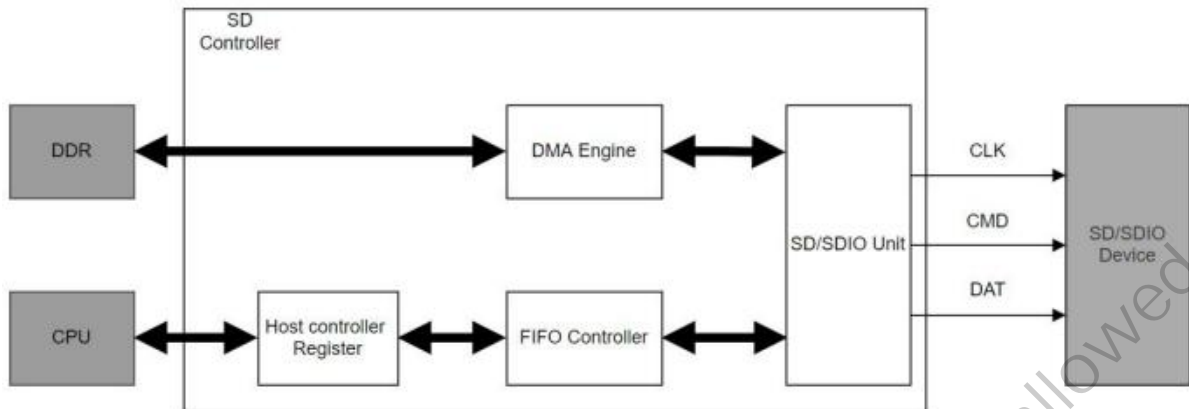 SD
Controller
DDR
DMA Engine
CLK
CMD
DAT
SD/SDIO Unit
SD/SDIO
Device
CPU
Host controller
Register
FIFO Controller